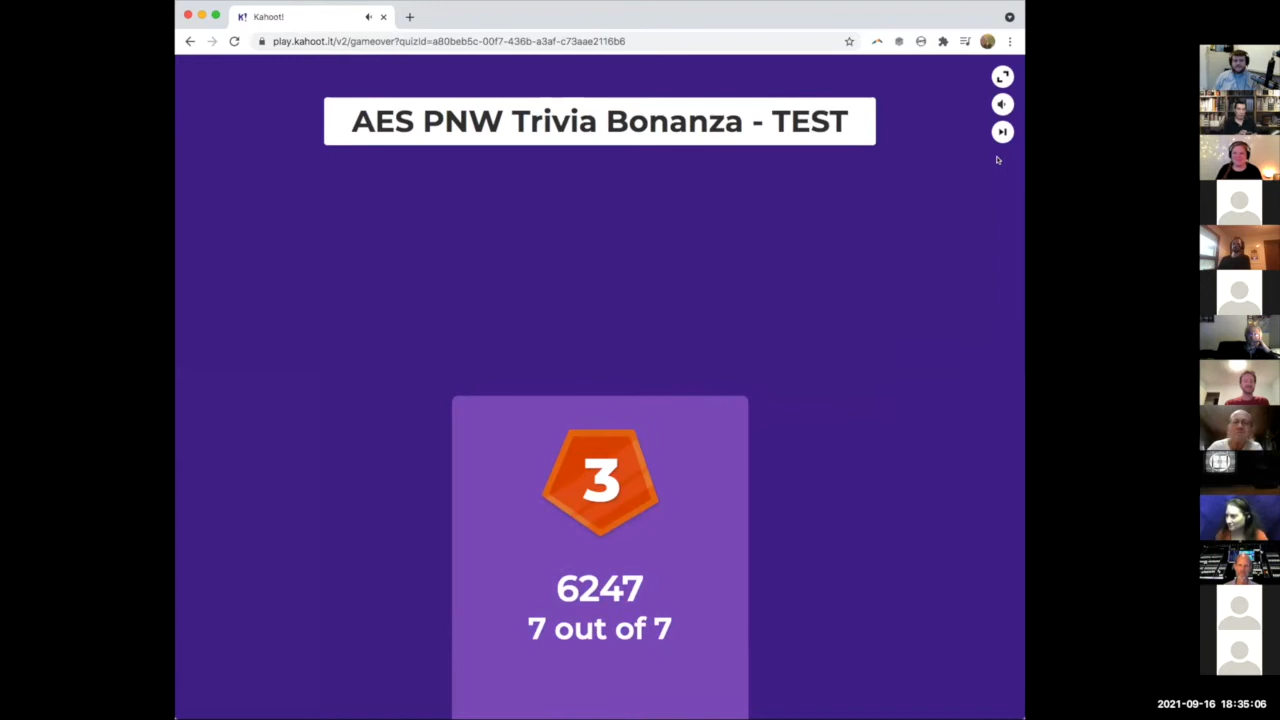 K! Kahoot!
play.kahoot.it/v2/gameover?quizId=a80beb5c-00f7-436b-a3af-c73aae2116b6
AES PNW Trivia Bonanza - TEST
3
6247
7 out of 7
2021-09-16 18:35:06